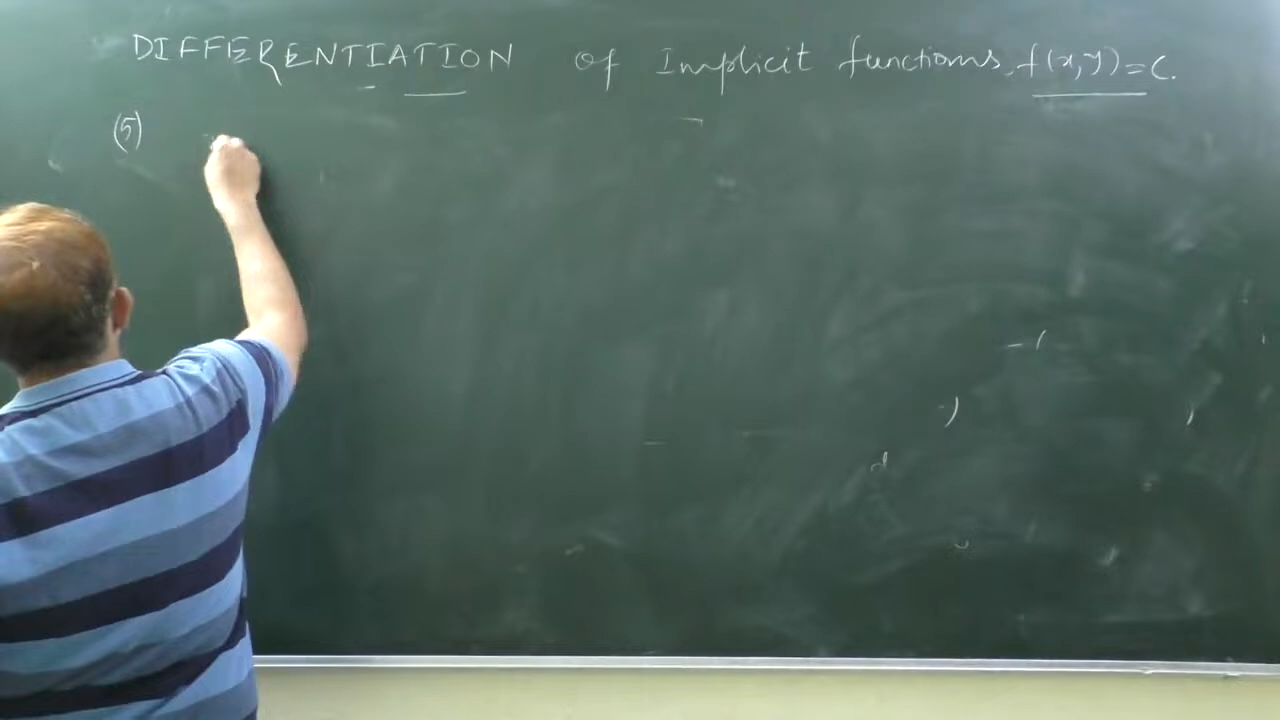 DIFFERENTIATION of Implicit functions f(x,y)=c.
(5)